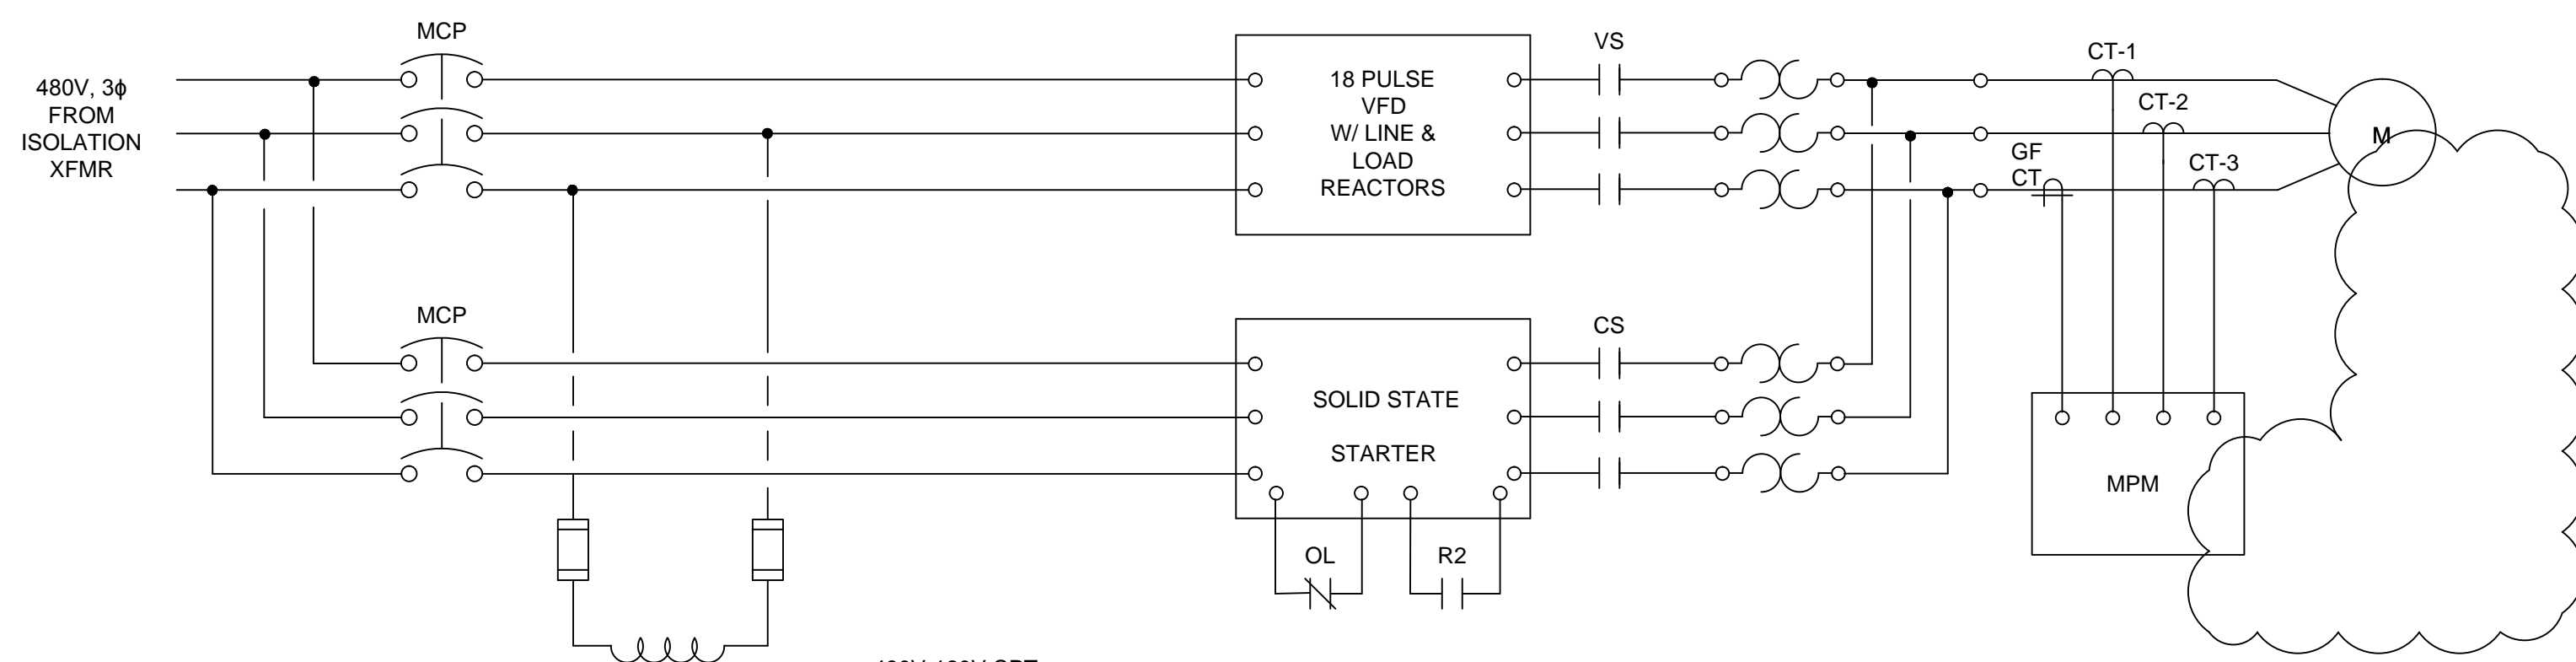 MCP
480V, 3ϕ
FROM
ISOLATION
XFMR
18 PULSE
VFD
W/ LINE &
LOAD
REACTORS
VS
CT-1
CT-2
CT-3
GF
CT
M
MCP
SOLID STATE
STARTER
CS
OL
R2
MPM